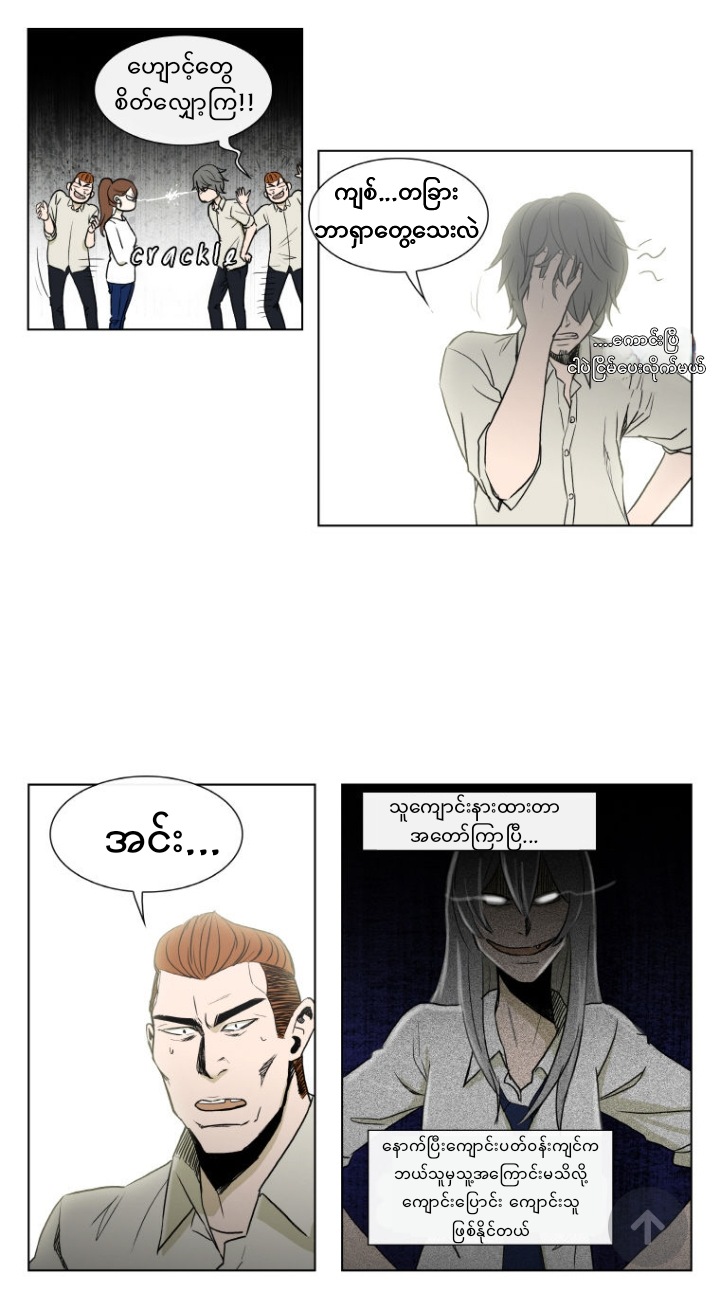 ဟျောင့်တွေ
စိတ်လျှော့ကြ!!
crackle
ကျစ်...တခြား
ဘာရှာတွေ့သေးလဲ
....ကောင်းပြီ
ငါပဲငြိမ်ပေးလိုက်မယ်
အင်း...
သူကျောင်းနားထားတာ
အတော်ကြာပြီ...
နောက်ပြီးကျောင်းပတ်ဝန်းကျင်က
ဘယ်သူမှသူ့အကြောင်းမသိလို့
ကျောင်းပြောင်း ကျောင်းသူ
ဖြစ်နိုင်တယ်